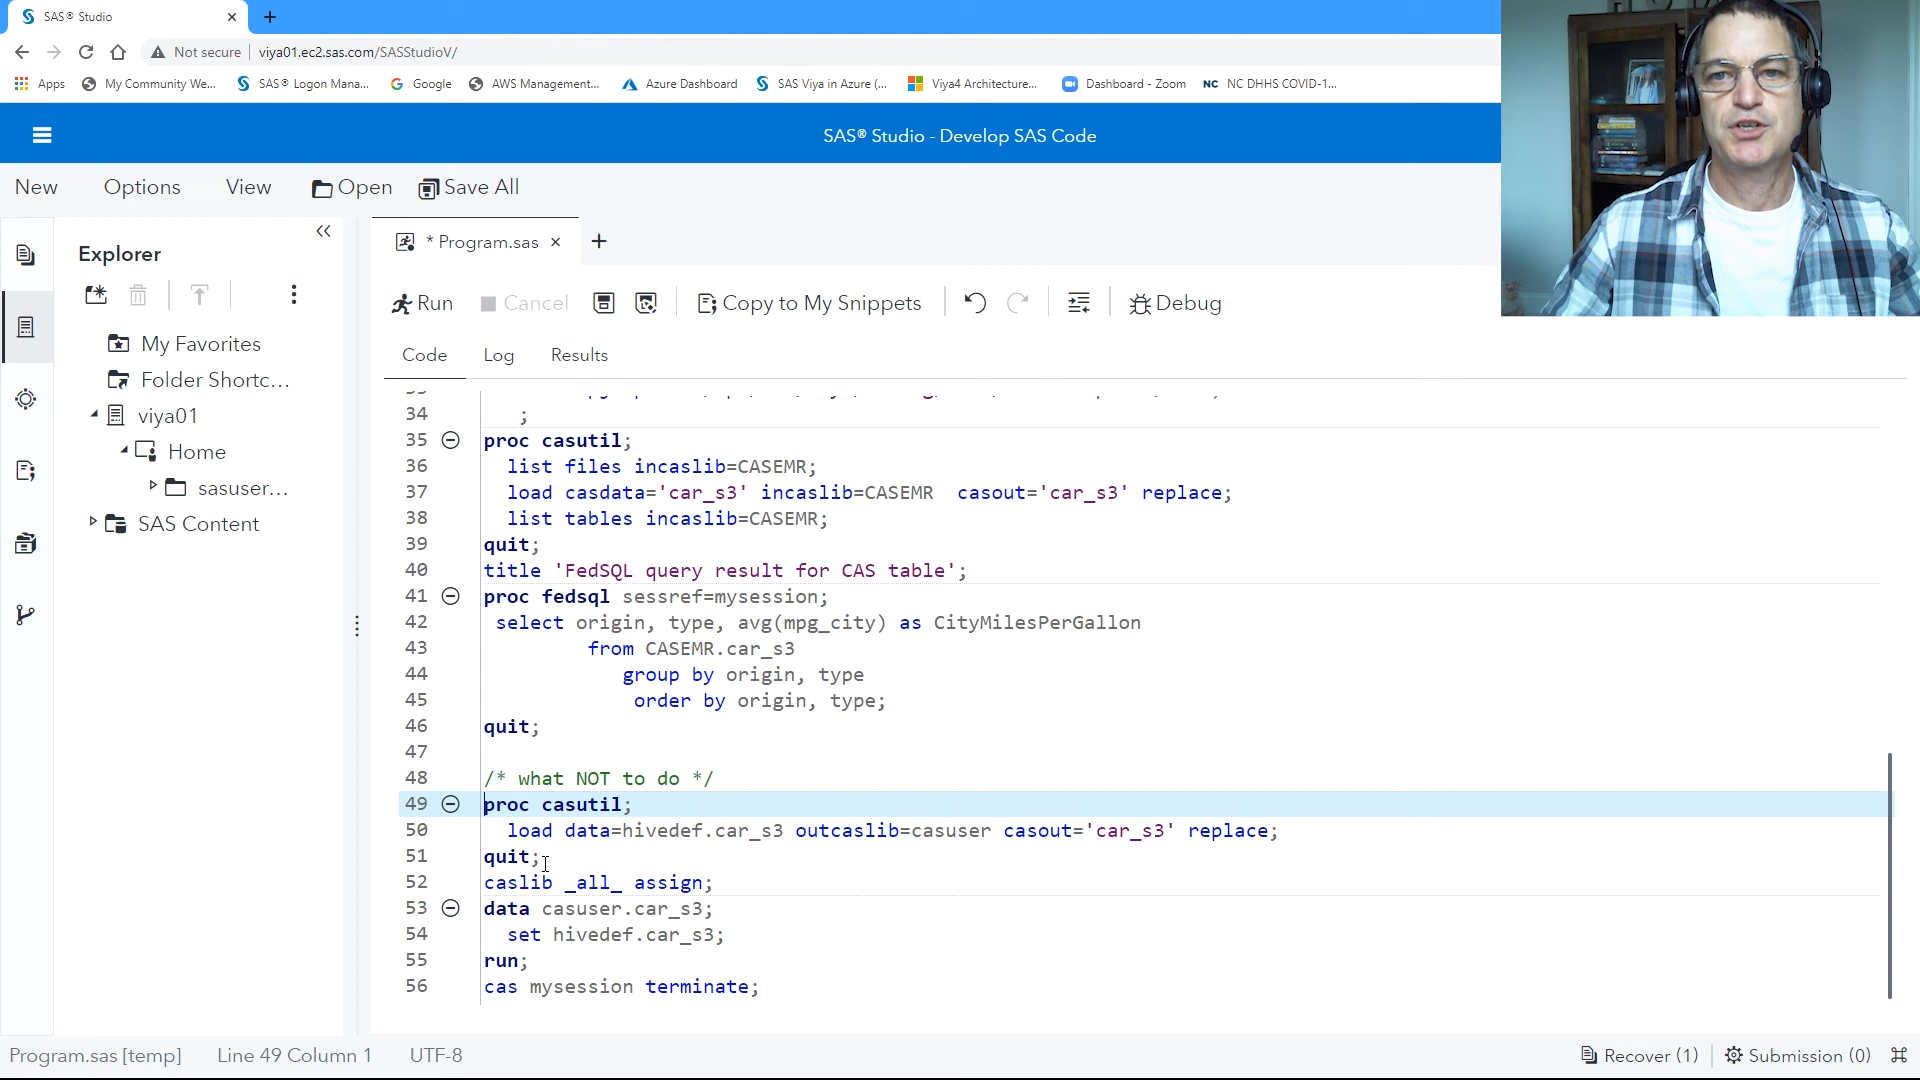 SAS® Studio
Not secure | viya01.ec2.sas.com/SASStudioV/
Apps My Community We... SAS® Logon Mana... Google AWS Management... Azure Dashboard SAS Viya in Azure (... Viya4 Architecture... Dashboard - Zoom NC NC DHHS COVID-1...
SAS® Studio - Develop SAS Code
New Options View Open Save All
Explorer
My Favorites
Folder Shortc...
viya01
Home
sasuser...
SAS Content
* Program.sas
Run Cancel Copy to My Snippets Debug
Code Log Results
34 ;
35 proc casutil;
36 list files incaslib=CASEMR;
37 load casdata='car_s3' incaslib=CASEMR casout='car_s3' replace;
38 list tables incaslib=CASEMR;
39 quit;
40 title 'FedSQL query result for CAS table';
41 proc fedsql sessref=mysession;
42 select origin, type, avg(mpg_city) as CityMilesPerGallon
43 from CASEMR.car_s3
44 group by origin, type
45 order by origin, type;
46 quit;
47
48 /* what NOT to do */
49 proc casutil;
50 load data=hivedef.car_s3 outcaslib=casuser casout='car_s3' replace;
51 quit;
52 caslib _all_ assign;
53 data casuser.car_s3;
54 set hivedef.car_s3;
55 run;
56 cas mysession terminate;
Program.sas [temp] Line 49 Column 1 UTF-8 Recover (1) Submission (0)